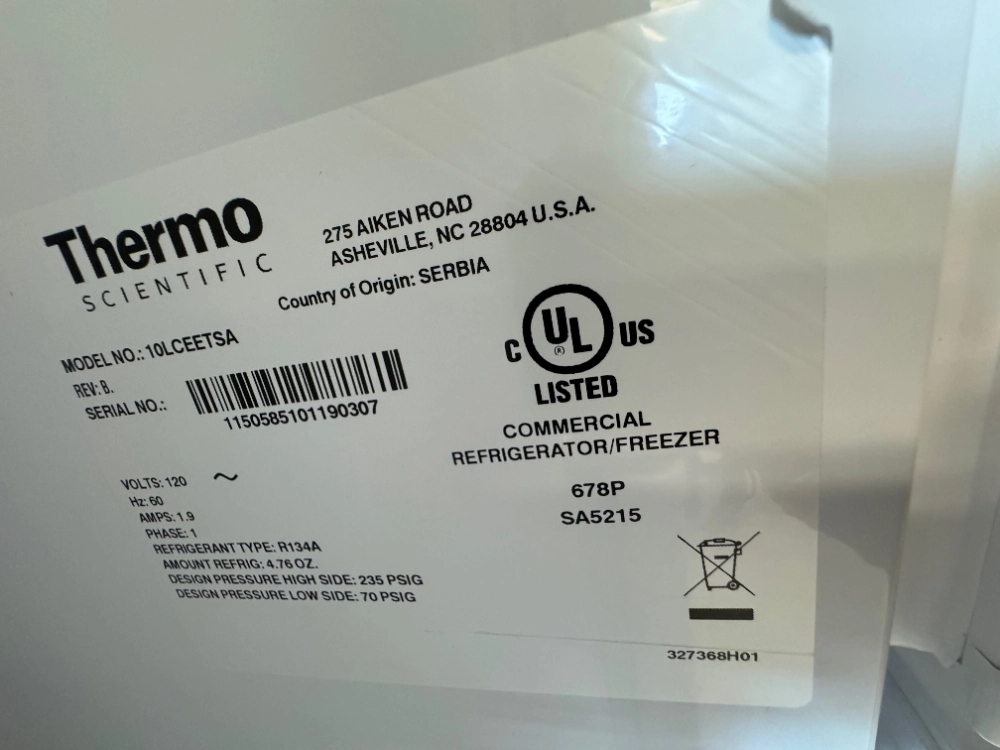 Thermo
SCIENTIFIC
275 AIKEN ROAD
ASHEVILLE, NC 28804 U.S.A.
Country of Origin: SERBIA
MODEL NO.: 10LCEETSA
REV: B.
SERIAL NO.:
1150585101190307
C UL US
®
LISTED
COMMERCIAL
REFRIGERATOR/FREEZER
678P
SA5215
VOLTS: 120 ~
Hz: 60
AMPS: 1.9
PHASE: 1
REFRIGERANT TYPE: R134A
AMOUNT REFRIG: 4.76 OZ.
DESIGN PRESSURE HIGH SIDE: 235 PSIG
DESIGN PRESSURE LOW SIDE: 70 PSIG
327368H01